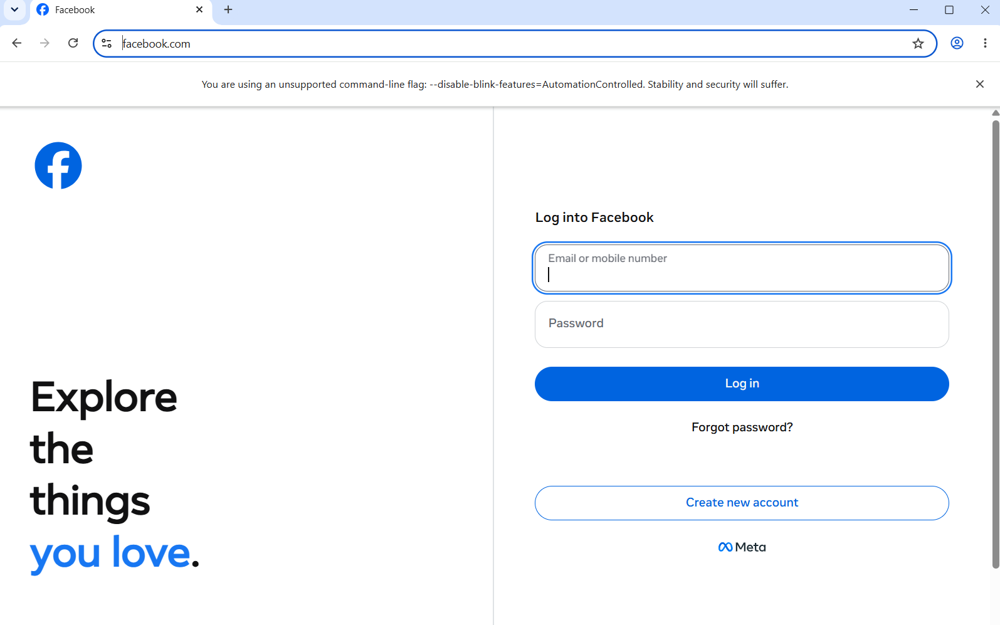 Facebook
facebook.com
You are using an unsupported command-line flag: --disable-blink-features=AutomationControlled. Stability and security will suffer.
Explore
the
things
you love.
Log into Facebook
Email or mobile number
Password
Log in
Forgot password?
Create new account
Meta